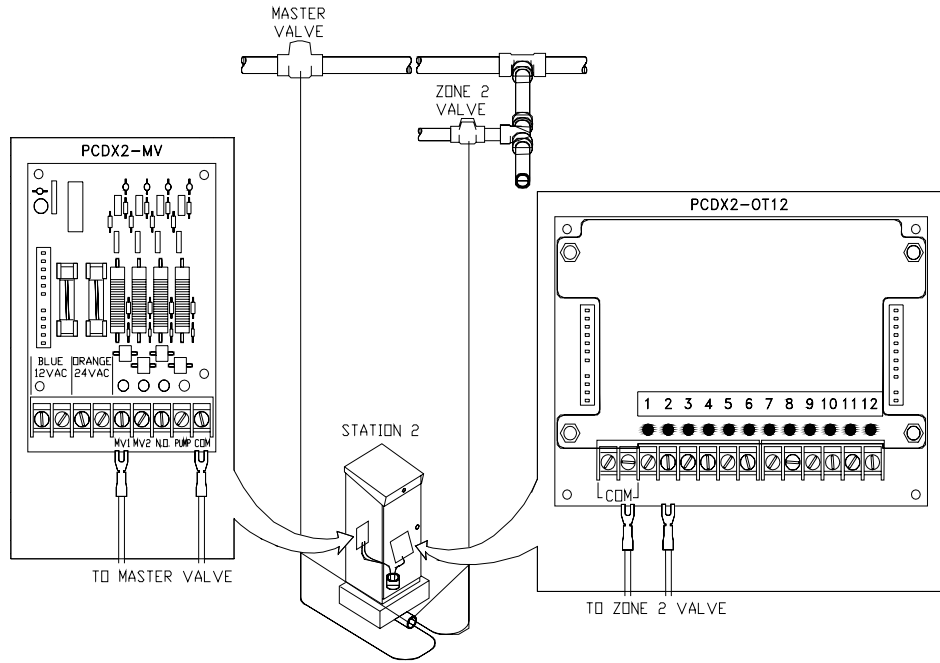 MASTER
VALVE
ZONE 2
VALVE
PCDX2-MV
BLUE
12VAC
ORANGE
24VAC
MV1 MV2 N.O. PUMP COM
TO MASTER VALVE
STATION 2
PCDX2-OT12
1 2 3 4 5 6 7 8 9 10 11 12
COM
TO ZONE 2 VALVE